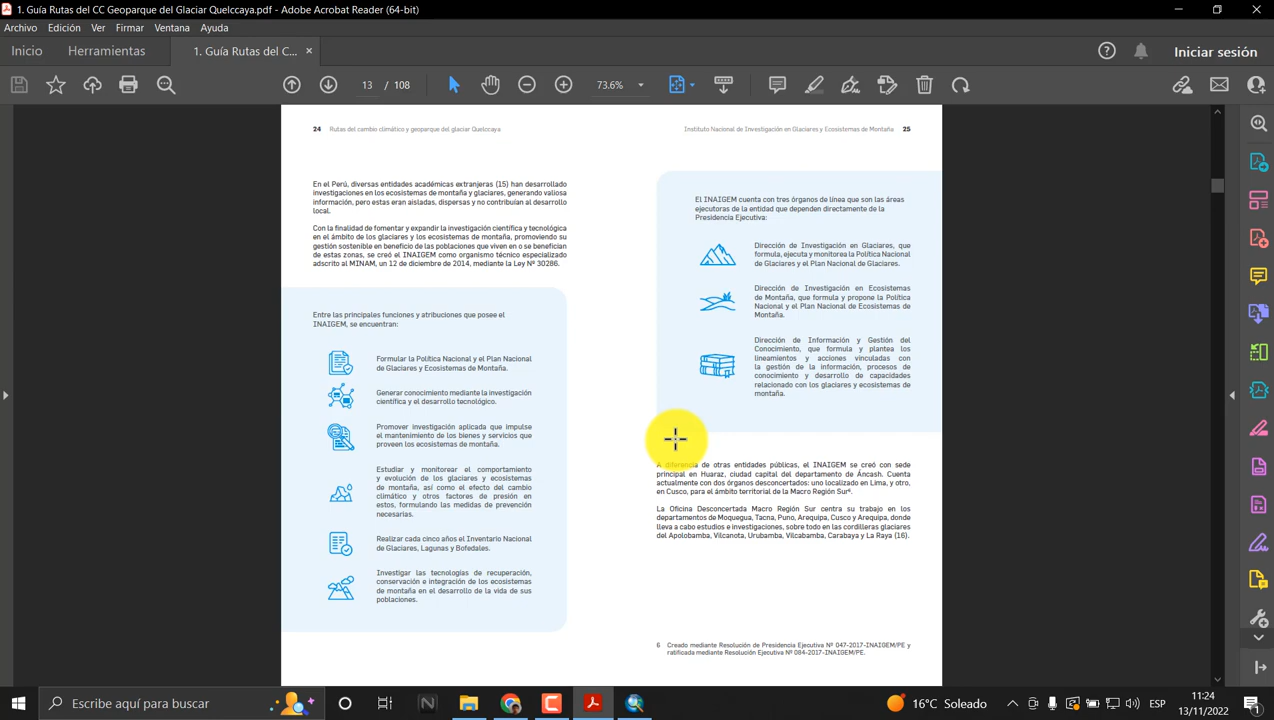 1. Guía Rutas del CC Geoparque del Glaciar Quelccaya.pdf - Adobe Acrobat Reader (64-bit)
Archivo Edición Ver Firmar Ventana Ayuda
Inicio Herramientas 1. Guía Rutas del C... × Iniciar sesión
13 / 108 73.6%
24 Rutas del cambio climático y geoparque del glaciar Quelccaya
En el Perú, diversas entidades académicas extranjeras (15) han desarrollado
investigaciones en los ecosistemas de montaña y glaciares, generando valiosa
información, pero estas eran aisladas, dispersas y no contribuían al desarrollo
local.
Con la finalidad de fomentar y expandir la investigación científica y tecnológica
en el ámbito de los glaciares y los ecosistemas de montaña, promoviendo su
gestión sostenible en beneficio de las poblaciones que viven en o se benefician
de estas zonas, se creó el INAIGEM como organismo técnico especializado
adscrito al MINAM, un 12 de diciembre de 2014, mediante la Ley Nº 30286.
Entre las principales funciones y atribuciones que posee el
INAIGEM, se encuentran:
Formular la Política Nacional y el Plan Nacional
de Glaciares y Ecosistemas de Montaña.
Generar conocimiento mediante la investigación
científica y el desarrollo tecnológico.
Promover investigación aplicada que impulse
el mantenimiento de los bienes y servicios que
proveen los ecosistemas de montaña.
Estudiar y monitorear el comportamiento
y evolución de los glaciares y ecosistemas
de montaña, así como el efecto del cambio
climático y otros factores de presión en
estos, formulando las medidas de prevención
necesarias.
Realizar cada cinco años el Inventario Nacional
de Glaciares, Lagunas y Bofedales.
Investigar las tecnologías de recuperación,
conservación e integración de los ecosistemas
de montaña en el desarrollo de la vida de sus
poblaciones.
Instituto Nacional de Investigación en Glaciares y Ecosistemas de Montaña 25
El INAIGEM cuenta con tres órganos de línea que son las áreas
ejecutoras de la entidad que dependen directamente de la
Presidencia Ejecutiva:
Dirección de Investigación en Glaciares, que
formula, ejecuta y monitorea la Política Nacional
de Glaciares y el Plan Nacional de Glaciares.
Dirección de Investigación en Ecosistemas
de Montaña, que formula y propone la Política
Nacional y el Plan Nacional de Ecosistemas de
Montaña.
Dirección de Información y Gestión del
Conocimiento, que formula y plantea los
lineamientos y acciones vinculadas con
la gestión de la información, procesos de
conocimiento y desarrollo de capacidades
relacionado con los glaciares y ecosistemas de
montaña.
A diferencia de otras entidades públicas, el INAIGEM se creó con sede
principal en Huaraz, ciudad capital del departamento de Áncash. Cuenta
actualmente con dos órganos desconcertados: uno localizado en Lima, y otro,
en Cusco, para el ámbito territorial de la Macro Región Sur⁶.
La Oficina Desconcertada Macro Región Sur centra su trabajo en los
departamentos de Moquegua, Tacna, Puno, Arequipa, Cusco y Arequipa, donde
lleva a cabo estudios e investigaciones, sobre todo en las cordilleras glaciares
del Apolobamba, Vilcanota, Urubamba, Vilcabamba, Carabaya y La Raya (16).
6 Creado mediante Resolución de Presidencia Ejecutiva Nº 047-2017-INAIGEM/PE y
ratificada mediante Resolución Ejecutiva Nº 084-2017-INAIGEM/PE.
Escribe aquí para buscar 16°C Soleado ESP 11:24
13/11/2022